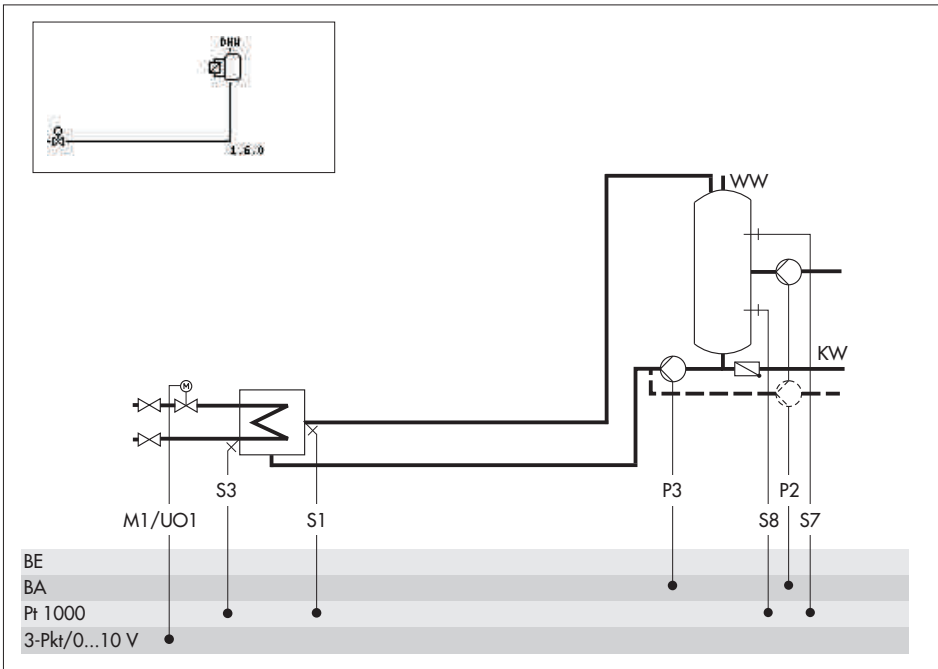 DHW
1.6.0
WW
KW
M
S3
P3
P2
M1/UO1
S1
S8
S7
BE
BA
Pt 1000
3-Pkt/0...10 V